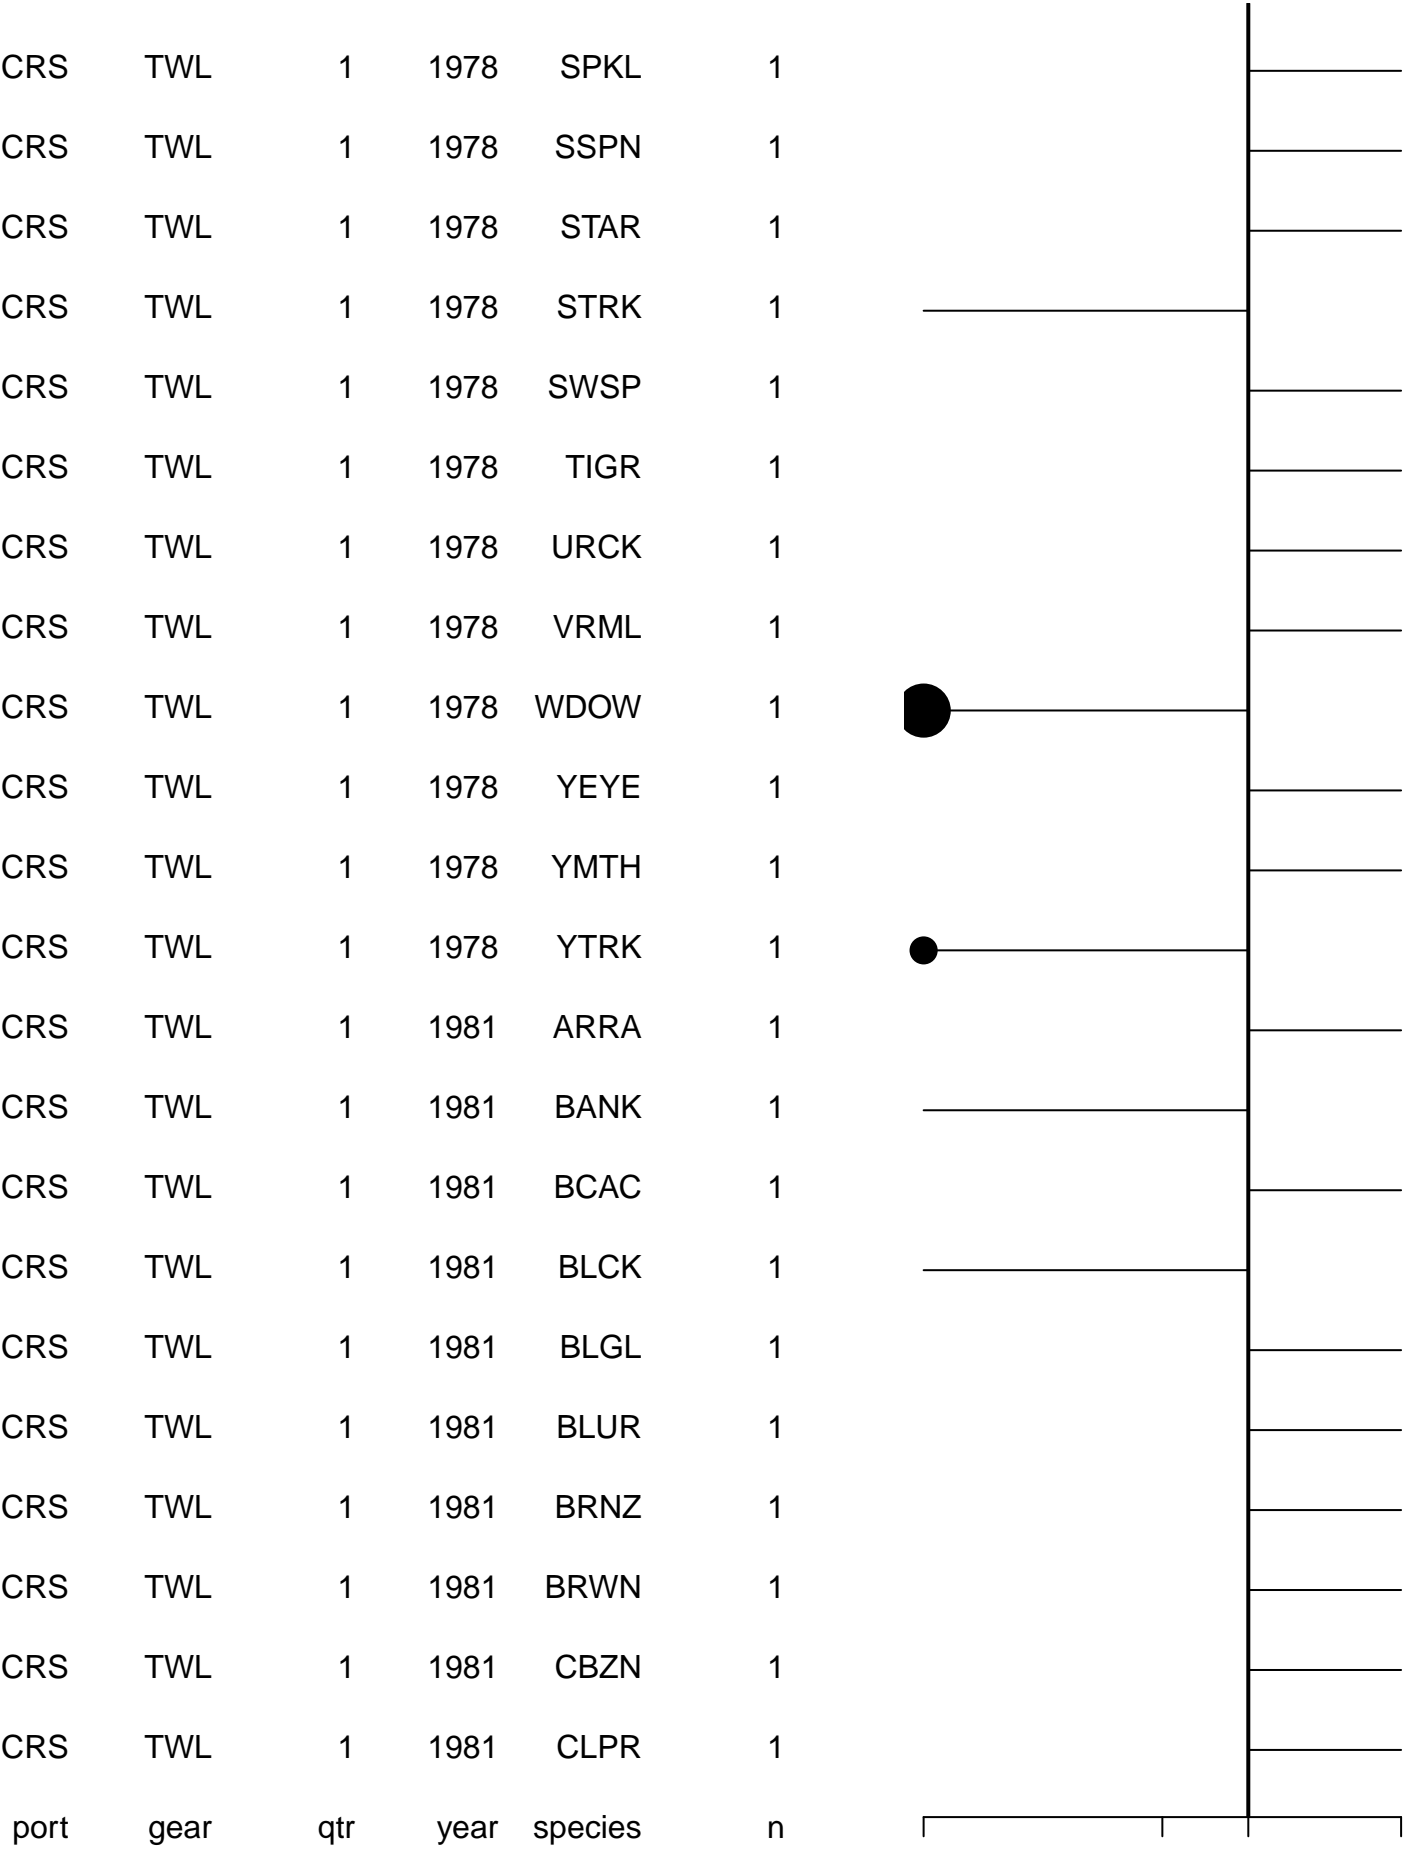 CRS TWL 1 1978 SPKL 1
CRS TWL 1 1978 SSPN 1
CRS TWL 1 1978 STAR 1
CRS TWL 1 1978 STRK 1
CRS TWL 1 1978 SWSP 1
CRS TWL 1 1978 TIGR 1
CRS TWL 1 1978 URCK 1
CRS TWL 1 1978 VRML 1
CRS TWL 1 1978 WDOW 1
CRS TWL 1 1978 YEYE 1
CRS TWL 1 1978 YMTH 1
CRS TWL 1 1978 YTRK 1
CRS TWL 1 1981 ARRA 1
CRS TWL 1 1981 BANK 1
CRS TWL 1 1981 BCAC 1
CRS TWL 1 1981 BLCK 1
CRS TWL 1 1981 BLGL 1
CRS TWL 1 1981 BLUR 1
CRS TWL 1 1981 BRNZ 1
CRS TWL 1 1981 BRWN 1
CRS TWL 1 1981 CBZN 1
CRS TWL 1 1981 CLPR 1
port gear qtr year species n